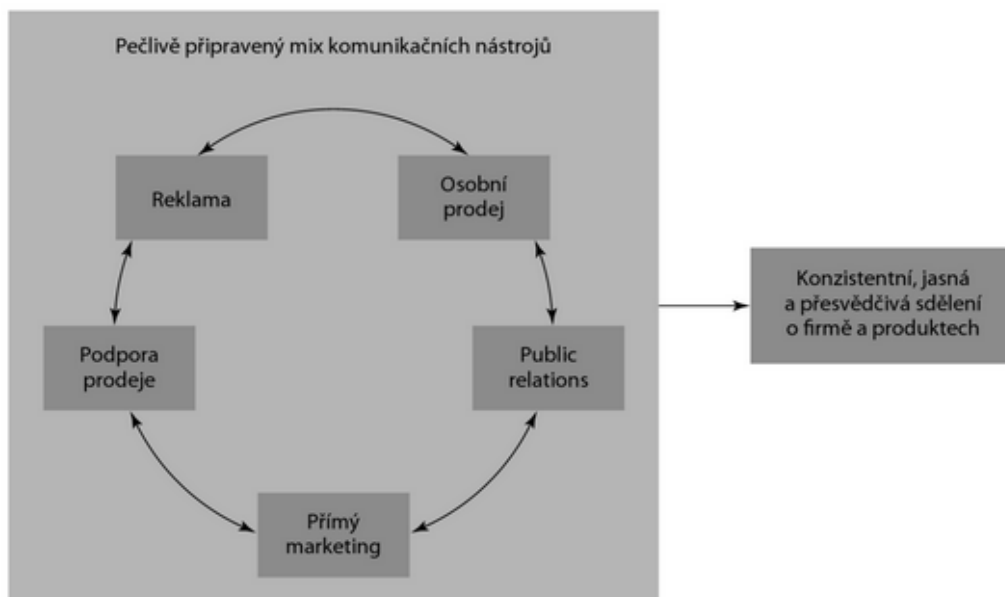 Pečlivě připravený mix komunikačních nástrojů
Reklama
Osobní
prodej
Podpora
prodeje
Public
relations
Přímý
marketing
Konzistentní, jasná
a přesvědčivá sdělení
o firmě a produktech